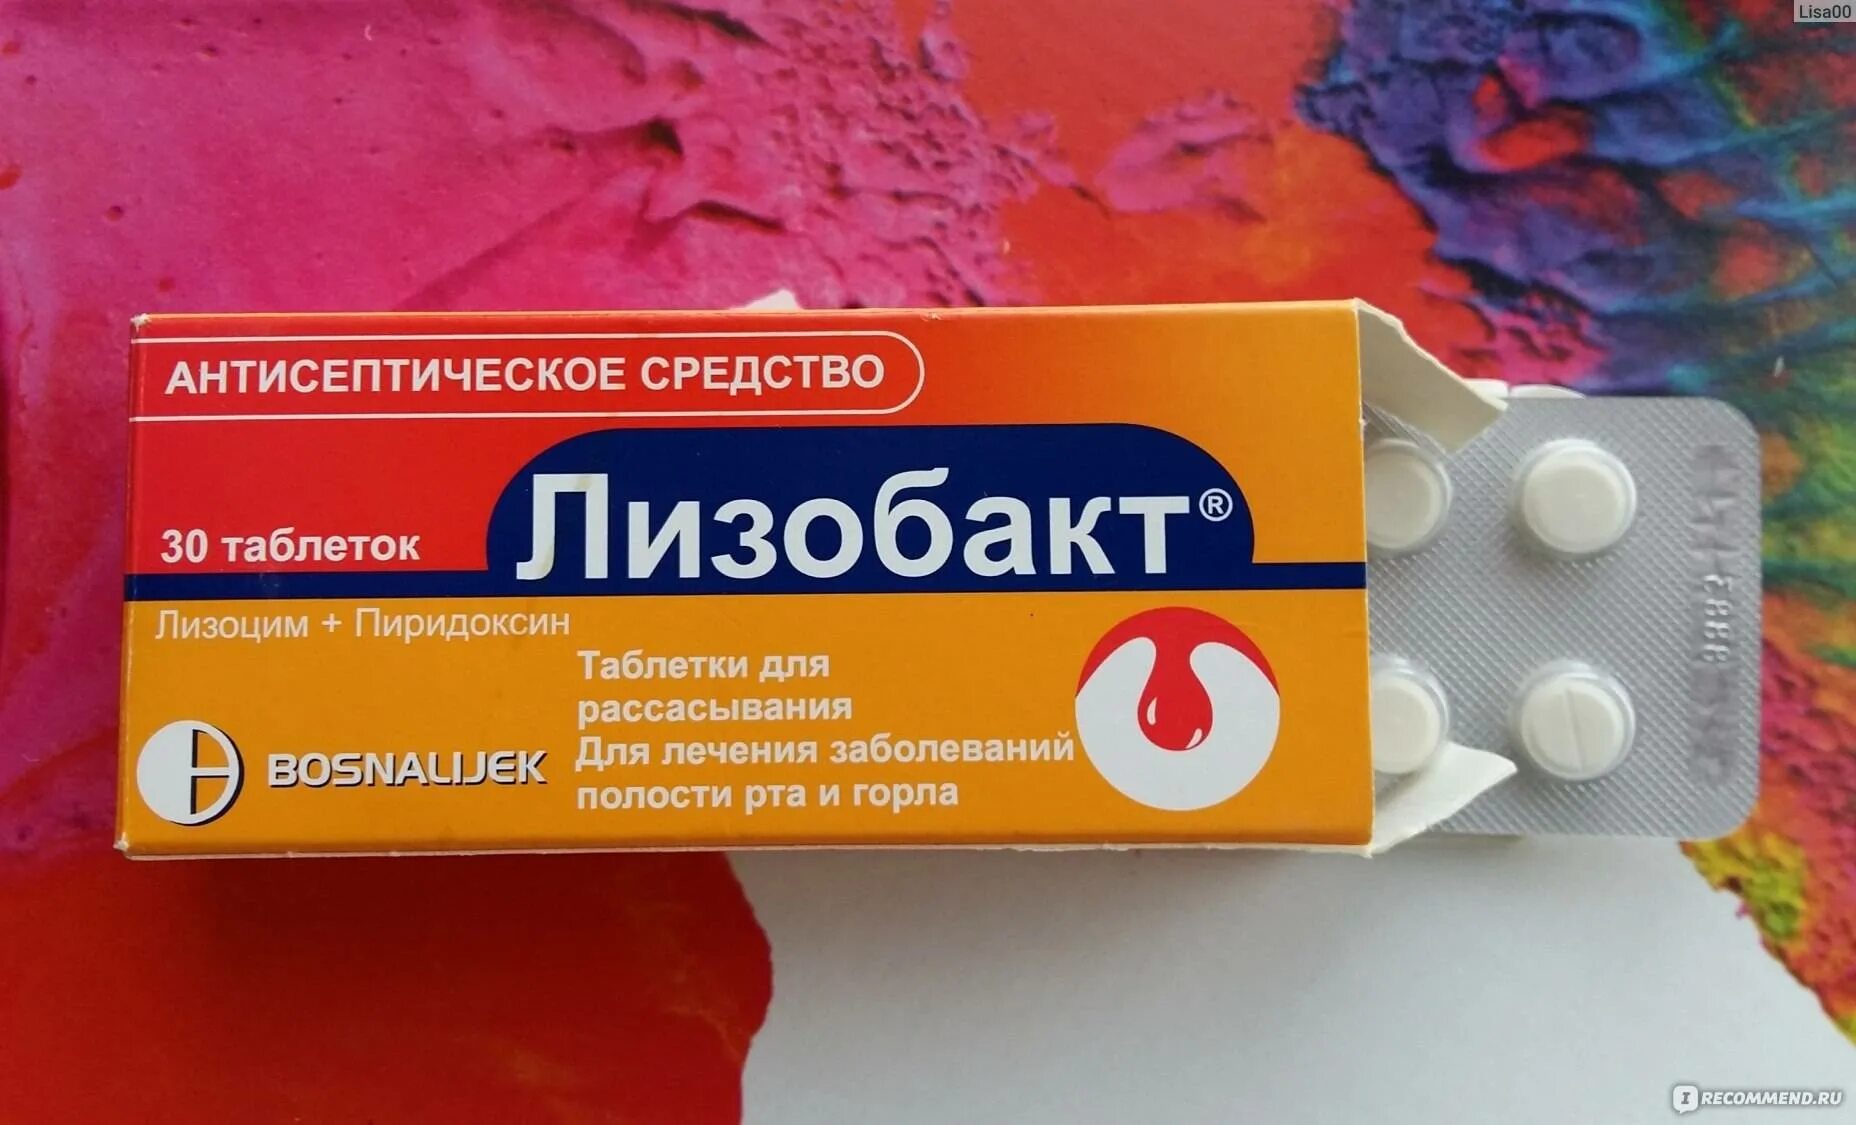 Lisa00
АНТИСЕПТИЧЕСКОЕ СРЕДСТВО
Лизобакт®
30 таблеток
Лизоцим + Пиридоксин
Таблетки для
рассасывания
Для лечения заболеваний
полости рта и горла
BOSNALIJEK
IRECOMMEND.RU